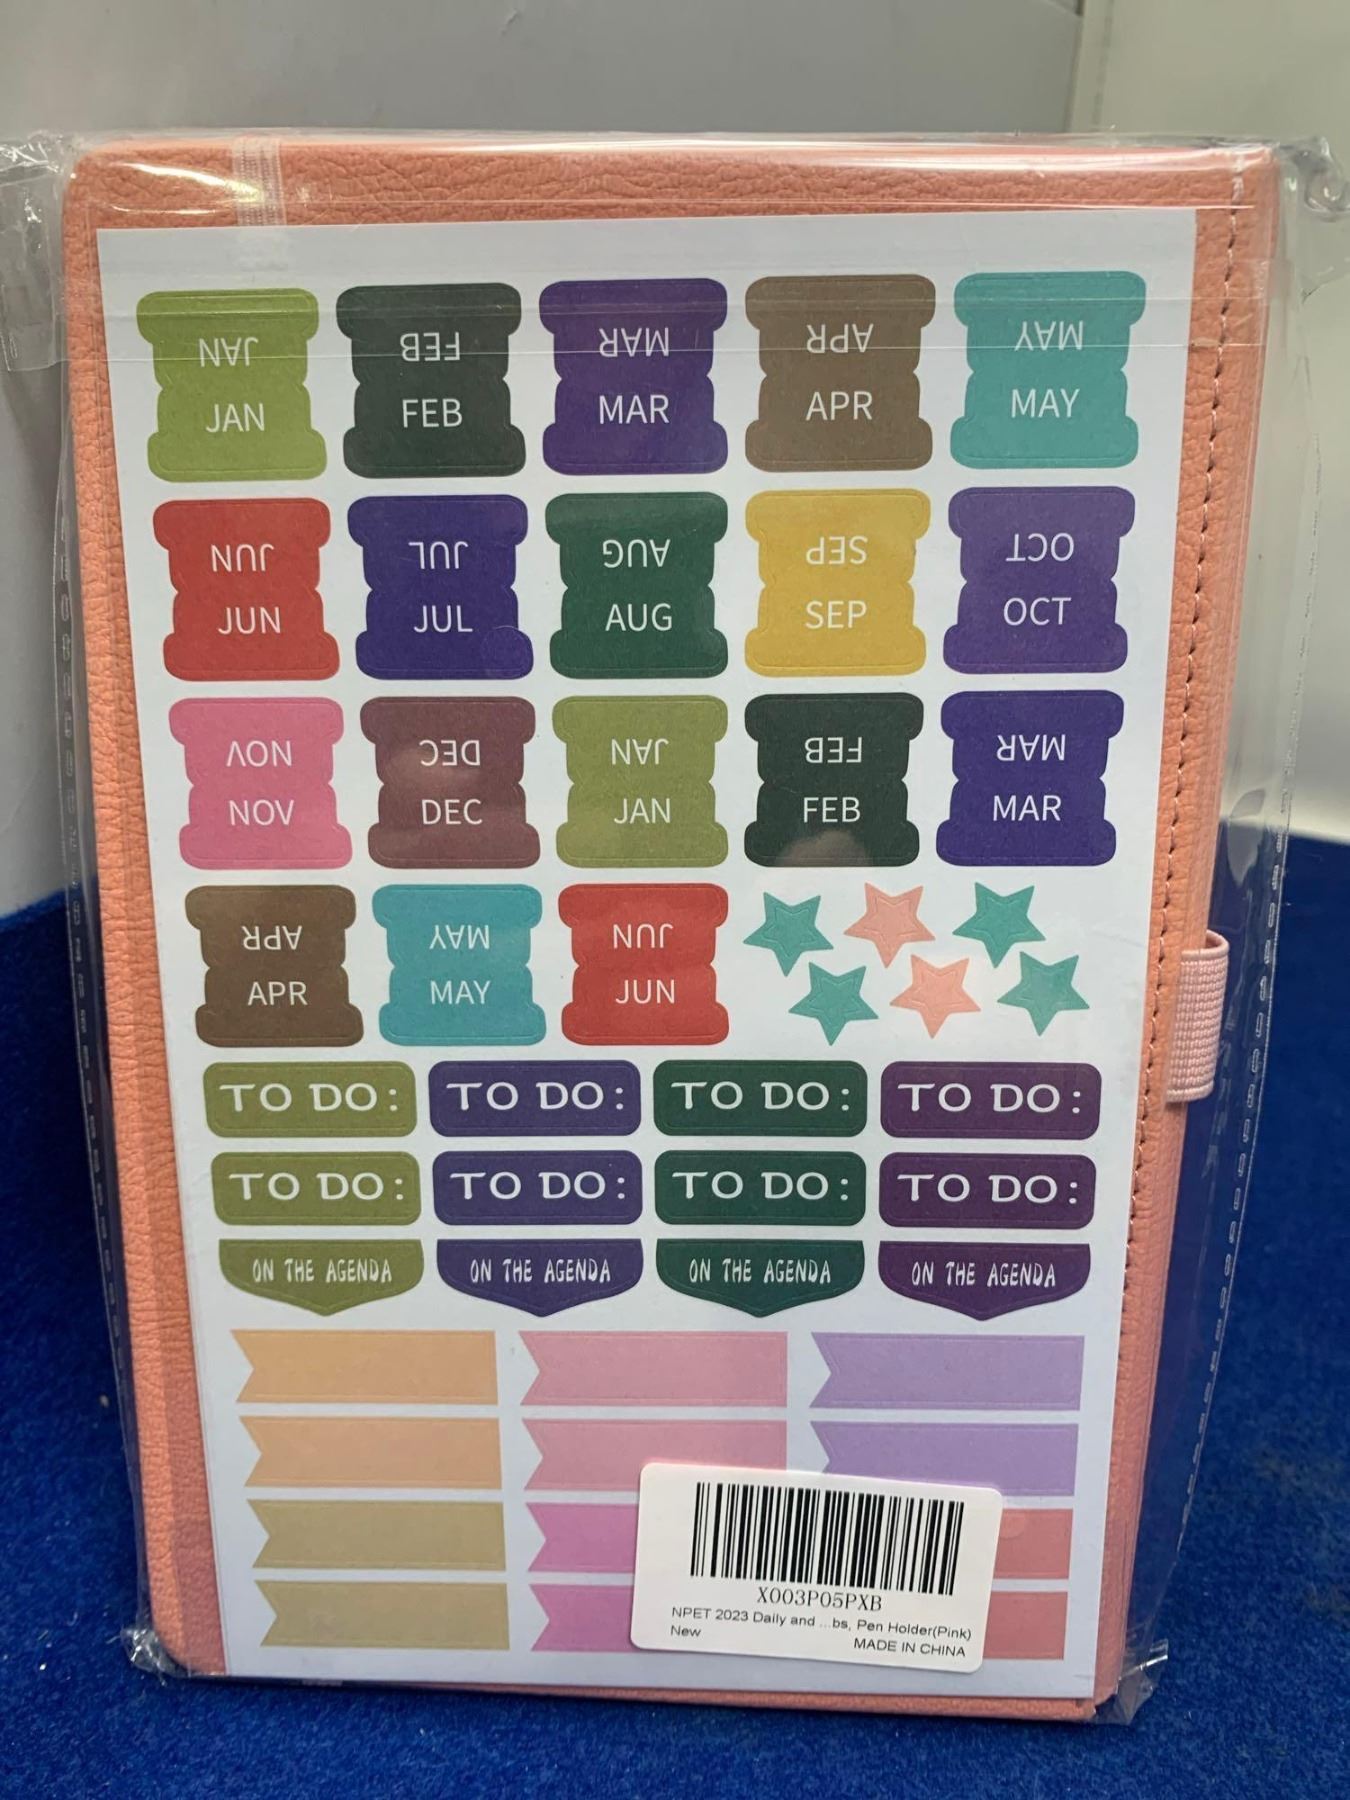 JAN FEB MAR APR MAY
JAN FEB MAR APR MAY
JUN JUL AUG SEP OCT
JUN JUL AUG SEP OCT
NOV DEC JAN FEB MAR
NOV DEC JAN FEB MAR
APR MAY JUN
APR MAY JUN
TO DO: TO DO: TO DO: TO DO:
TO DO: TO DO: TO DO: TO DO:
ON THE AGENDA ON THE AGENDA ON THE AGENDA ON THE AGENDA
X003P05PXB
NPET 2023 Daily and ...bs, Pen Holder(Pink)
New MADE IN CHINA